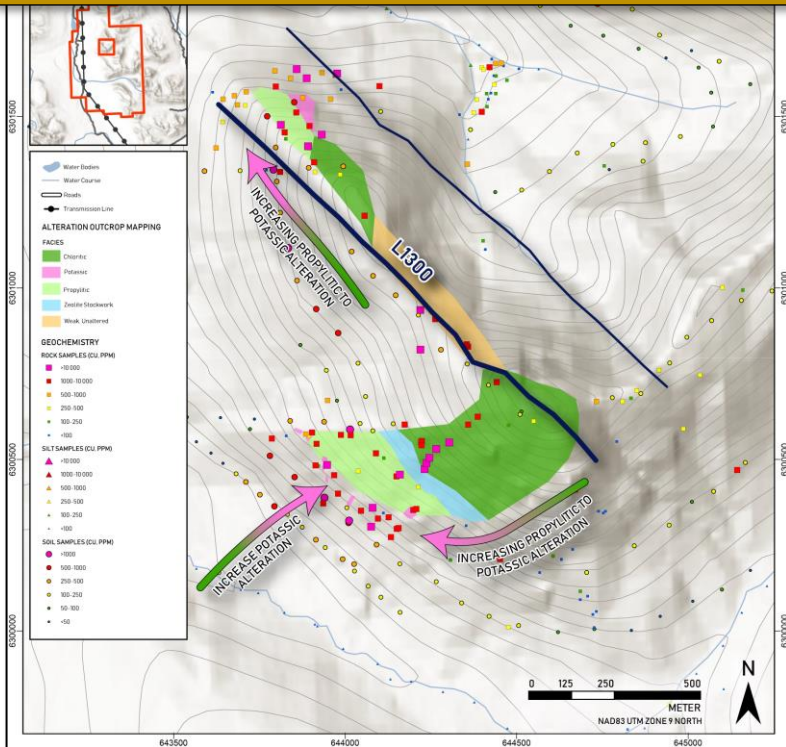 Water Bodies
Water Course
Roads
Transmission Line
ALTERATION OUTCROP MAPPING
FACIES
Chloritic
Potassic
Propylitic
Zeolite Stockwork
Weak, Unaltered
GEOCHEMISTRY
ROCK SAMPLES (CU, PPM)
>10 000
1000-10 000
500-1000
250-500
100-250
<100
SILT SAMPLES (CU, PPM)
>10 000
1000-10 000
500-1000
250-500
100-250
<100
SOIL SAMPLES (CU, PPM)
>1000
500-1000
250-500
100-250
50-100
<50
INCREASING PROPYLITIC TO
POTASSIC ALTERATION
L1300
INCREASE POTASSIC
ALTERATION
INCREASING PROPYLITIC TO
POTASSIC ALTERATION
6301500
6301000
6300500
6300000
6301500
6301000
6300500
6300000
0 125 250 500
METER
NAD83 UTM ZONE 9 NORTH
N
643500 644000 644500 645000